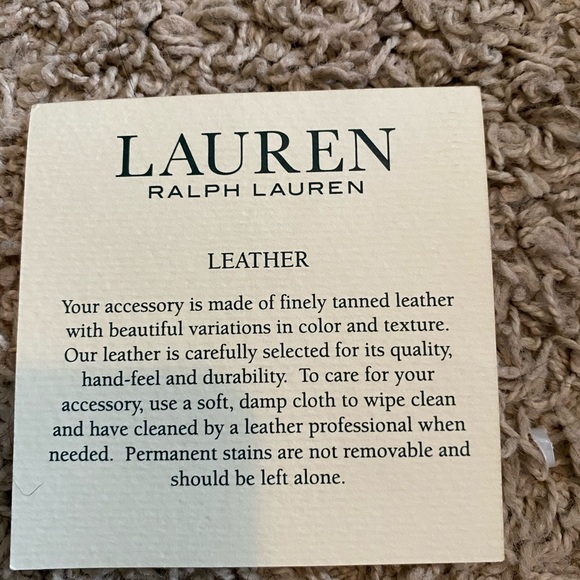 LAUREN
RALPH LAUREN
LEATHER
Your accessory is made of finely tanned leather
with beautiful variations in color and texture.
Our leather is carefully selected for its quality,
hand-feel and durability.  To care for your
accessory, use a soft, damp cloth to wipe clean
and have cleaned by a leather professional when
needed.  Permanent stains are not removable and
should be left alone.